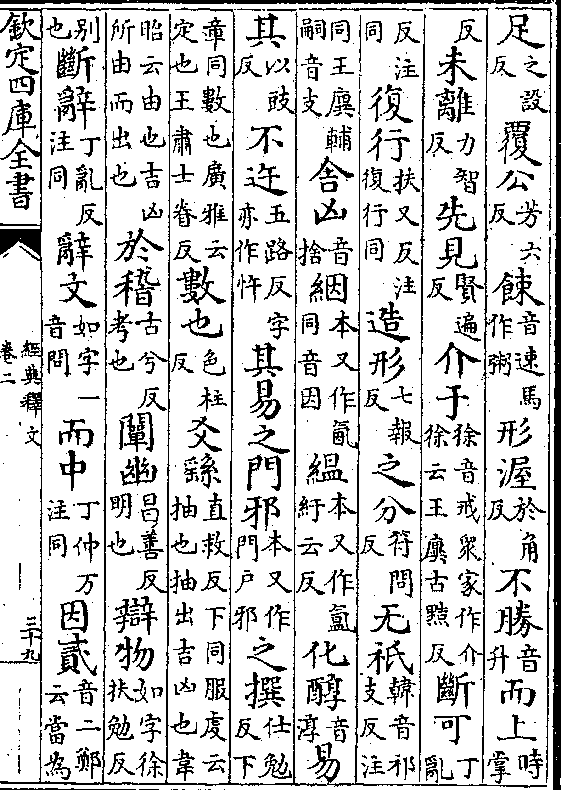 足之設反覆公芳六反餗音速馬作粥形渥於角反不勝音升而上時掌
反未離力智反先見賢遍反介于徐音戒衆家作介徐云王廙古黠反斷可丁亂
反注同復行扶又反注復行同造形七報反之分符問反无祇韓音祁支反注
同王廙輔嗣音支舍凶音捨絪本又作氤同音因縕本又作氳紆云反化醇音淳易
其以豉反不迕五路反字亦作忤其易之門邪本又作門户邪之撰仕勉反下
章同數也廣雅云定也王肅士眷反數也色柱反爻繇直救反下同服虔云抽也抽出吉凶也韋
昭云由也吉凶所由而出也於稽古兮反考也闡幽昌善反明也辯物如字徐扶勉反
别也斷辭丁亂反注同辭文如字一音問而中丁仲万注同因貳音二鄭云當為
欽定四庫全書
經典釋文
卷二
三十九